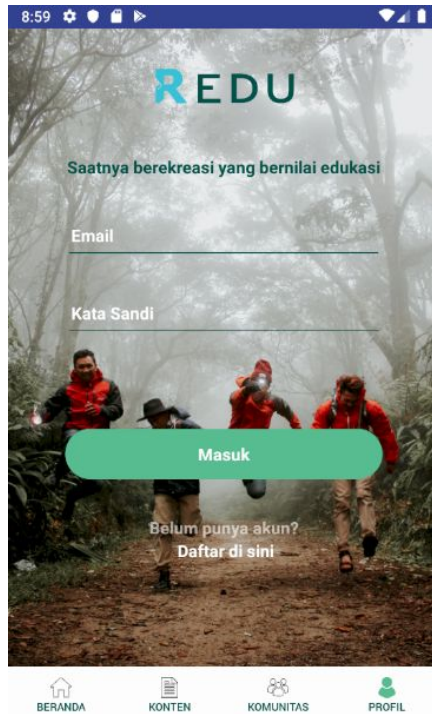 8:59
REDU
Saatnya berekreasi yang bernilai edukasi
Email
Kata Sandi
Masuk
Belum punya akun?
Daftar di sini
BERANDA KONTEN KOMUNITAS PROFIL